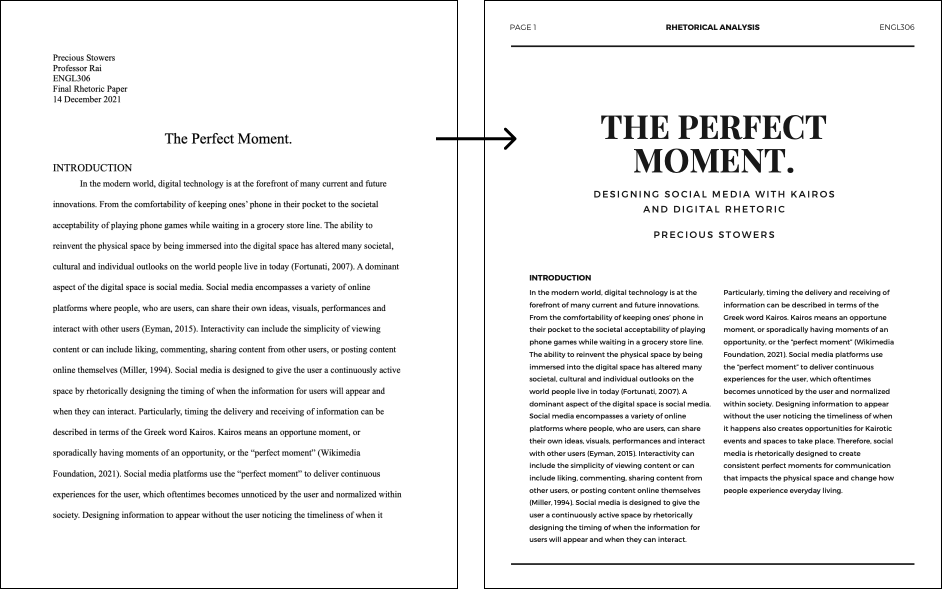 Precious Stowers
Professor Rai
ENGL306
Final Rhetoric Paper
14 December 2021
The Perfect Moment.
INTRODUCTION
In the modern world, digital technology is at the forefront of many current and future
innovations. From the comfortability of keeping ones' phone in their pocket to the societal
acceptability of playing phone games while waiting in a grocery store line. The ability to
reinvent the physical space by being immersed into the digital space has altered many societal,
cultural and individual outlooks on the world people live in today (Fortunati, 2007). A dominant
aspect of the digital space is social media. Social media encompasses a variety of online
platforms where people, who are users, can share their own ideas, visuals, performances and
interact with other users (Eyman, 2015). Interactivity can include the simplicity of viewing
content or can include liking, commenting, sharing content from other users, or posting content
online themselves (Miller, 1994). Social media is designed to give the user a continuously active
space by rhetorically designing the timing of when the information for users will appear and
when they can interact. Particularly, timing the delivery and receiving of information can be
described in terms of the Greek word Kairos. Kairos means an opportune moment, or
sporadically having moments of an opportunity, or the “perfect moment” (Wikimedia
Foundation, 2021). Social media platforms use the “perfect moment” to deliver continuous
experiences for the user, which oftentimes becomes unnoticed by the user and normalized within
society. Designing information to appear without the user noticing the timeliness of when it
PAGE 1
RHETORICAL ANALYSIS
ENGL306
THE PERFECT
MOMENT.
DESIGNING SOCIAL MEDIA WITH KAIROS
AND DIGITAL RHETORIC
PRECIOUS STOWERS
INTRODUCTION
In the modern world, digital technology is at the
forefront of many current and future innovations.
From the comfortability of keeping ones' phone in
their pocket to the societal acceptability of playing
phone games while waiting in a grocery store line.
The ability to reinvent the physical space by being
immersed into the digital space has altered many
societal, cultural and individual outlooks on the
world people live in today (Fortunati, 2007). A
dominant aspect of the digital space is social media.
Social media encompasses a variety of online
platforms where people, who are users, can share
their own ideas, visuals, performances and interact
with other users (Eyman, 2015). Interactivity can
include the simplicity of viewing content or can
include liking, commenting, sharing content from
other users, or posting content online themselves
(Miller, 1994). Social media is designed to give the
user a continuously active space by rhetorically
designing the timing of when the information for
users will appear and when they can interact.
Particularly, timing the delivery and receiving of
information can be described in terms of the
Greek word Kairos. Kairos means an opportune
moment, or sporadically having moments of an
opportunity, or the “perfect moment” (Wikimedia
Foundation, 2021). Social media platforms use
the “perfect moment” to deliver continuous
experiences for the user, which oftentimes
becomes unnoticed by the user and normalized
within society. Designing information to appear
without the user noticing the timeliness of when
it happens also creates opportunities for Kairotic
events and spaces to take place. Therefore, social
media is rhetorically designed to create
consistent perfect moments for communication
that impacts the physical space and change how
people experience everyday living.